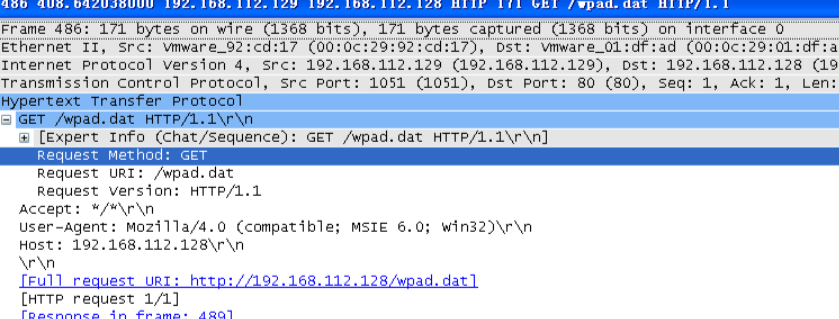 486 408.642038000 192.168.112.129 192.168.112.128 HTTP 171 GET /wpad.dat HTTP/1.1
Frame 486: 171 bytes on wire (1368 bits), 171 bytes captured (1368 bits) on interface 0
Ethernet II, Src: Vmware_92:cd:17 (00:0c:29:92:cd:17), Dst: Vmware_01:df:ad (00:0c:29:01:df:a
Internet Protocol Version 4, Src: 192.168.112.129 (192.168.112.129), Dst: 192.168.112.128 (19
Transmission Control Protocol, Src Port: 1051 (1051), Dst Port: 80 (80), Seq: 1, Ack: 1, Len:
Hypertext Transfer Protocol
GET /wpad.dat HTTP/1.1\r\n
[Expert Info (Chat/Sequence): GET /wpad.dat HTTP/1.1\r\n]
Request Method: GET
Request URI: /wpad.dat
Request Version: HTTP/1.1
Accept: */*\r\n
User-Agent: Mozilla/4.0 (compatible; MSIE 6.0; Win32)\r\n
Host: 192.168.112.128\r\n
\r\n
[Full request URI: http://192.168.112.128/wpad.dat]
[HTTP request 1/1]
[Response in frame: 489]